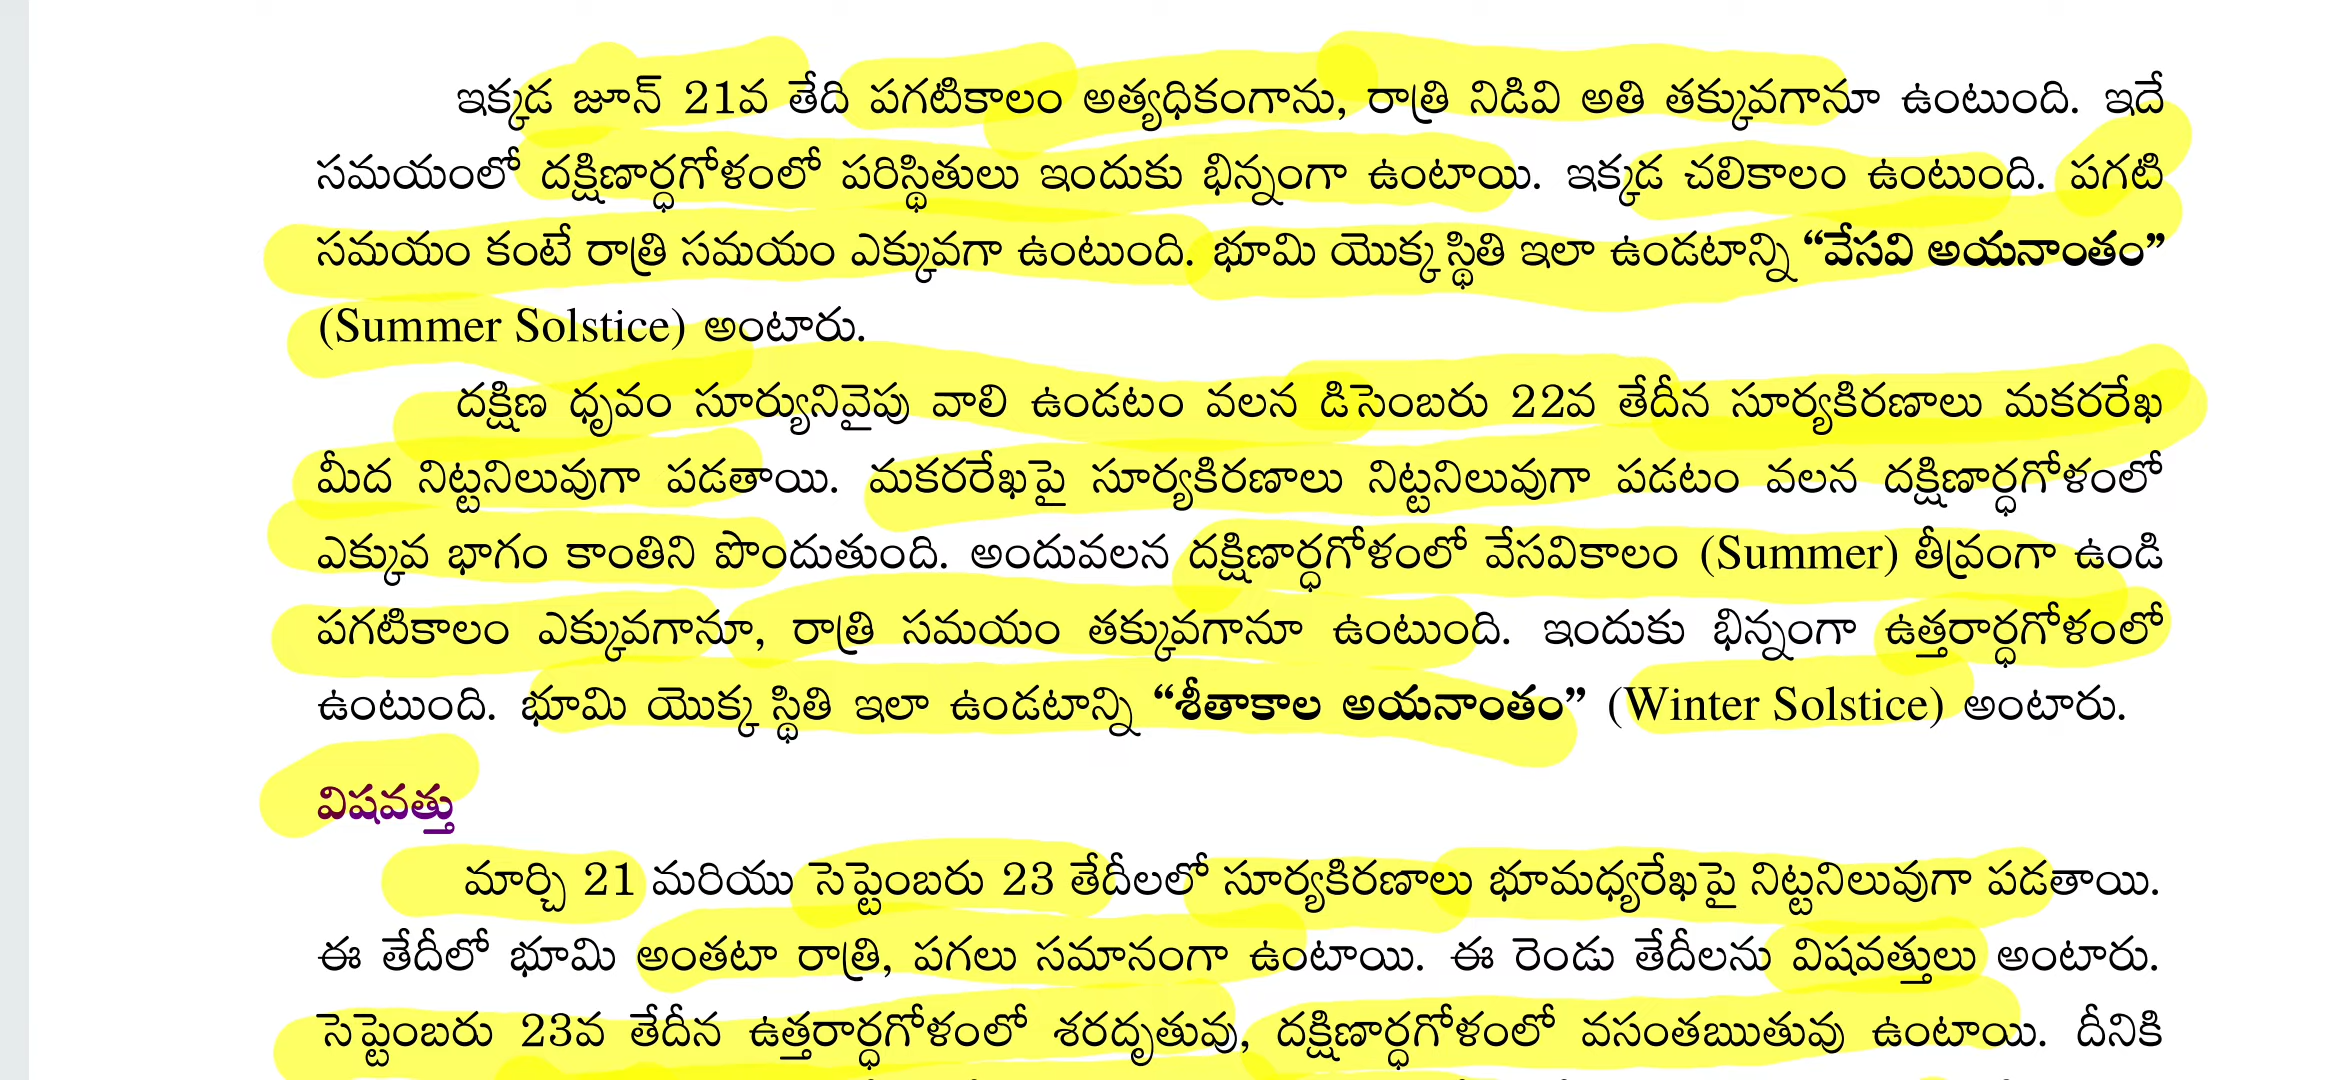 ఇక్కడ జూన్ 21వ తేది పగటికాలం అత్యధికంగాను, రాత్రి నిడివి అతి తక్కువగానూ ఉంటుంది. ఇదే
సమయంలో దక్షిణార్ధగోళంలో పరిస్థితులు ఇందుకు భిన్నంగా ఉంటాయి. ఇక్కడ చలికాలం ఉంటుంది. పగటి
సమయం కంటే రాత్రి సమయం ఎక్కువగా ఉంటుంది. భూమి యొక్క స్థితి ఇలా ఉండటాన్ని “వేసవి అయనాంతం”
(Summer Solstice) అంటారు.
దక్షిణ ధృవం సూర్యునివైపు వాలి ఉండటం వలన డిసెంబరు 22వ తేదీన సూర్యకిరణాలు మకరరేఖ
మీద నిట్టనిలువుగా పడతాయి. మకరరేఖపై సూర్యకిరణాలు నిట్టనిలువుగా పడటం వలన దక్షిణార్ధగోళంలో
ఎక్కువ భాగం కాంతిని పొందుతుంది. అందువలన దక్షిణార్ధగోళంలో వేసవికాలం (Summer) తీవ్రంగా ఉండి
పగటికాలం ఎక్కువగానూ, రాత్రి సమయం తక్కువగానూ ఉంటుంది. ఇందుకు భిన్నంగా ఉత్తరార్ధగోళంలో
ఉంటుంది. భూమి యొక్క స్థితి ఇలా ఉండటాన్ని “శీతాకాల అయనాంతం” (Winter Solstice) అంటారు.
విషవత్తు
మార్చి 21 మరియు సెప్టెంబరు 23 తేదీలలో సూర్యకిరణాలు భూమధ్యరేఖపై నిట్టనిలువుగా పడతాయి.
ఈ తేదీలో భూమి అంతటా రాత్రి, పగలు సమానంగా ఉంటాయి. ఈ రెండు తేదీలను విషవత్తులు అంటారు.
సెప్టెంబరు 23వ తేదీన ఉత్తరార్ధగోళంలో శరదృతువు, దక్షిణార్ధగోళంలో వసంతఋతువు ఉంటాయి. దీనికి